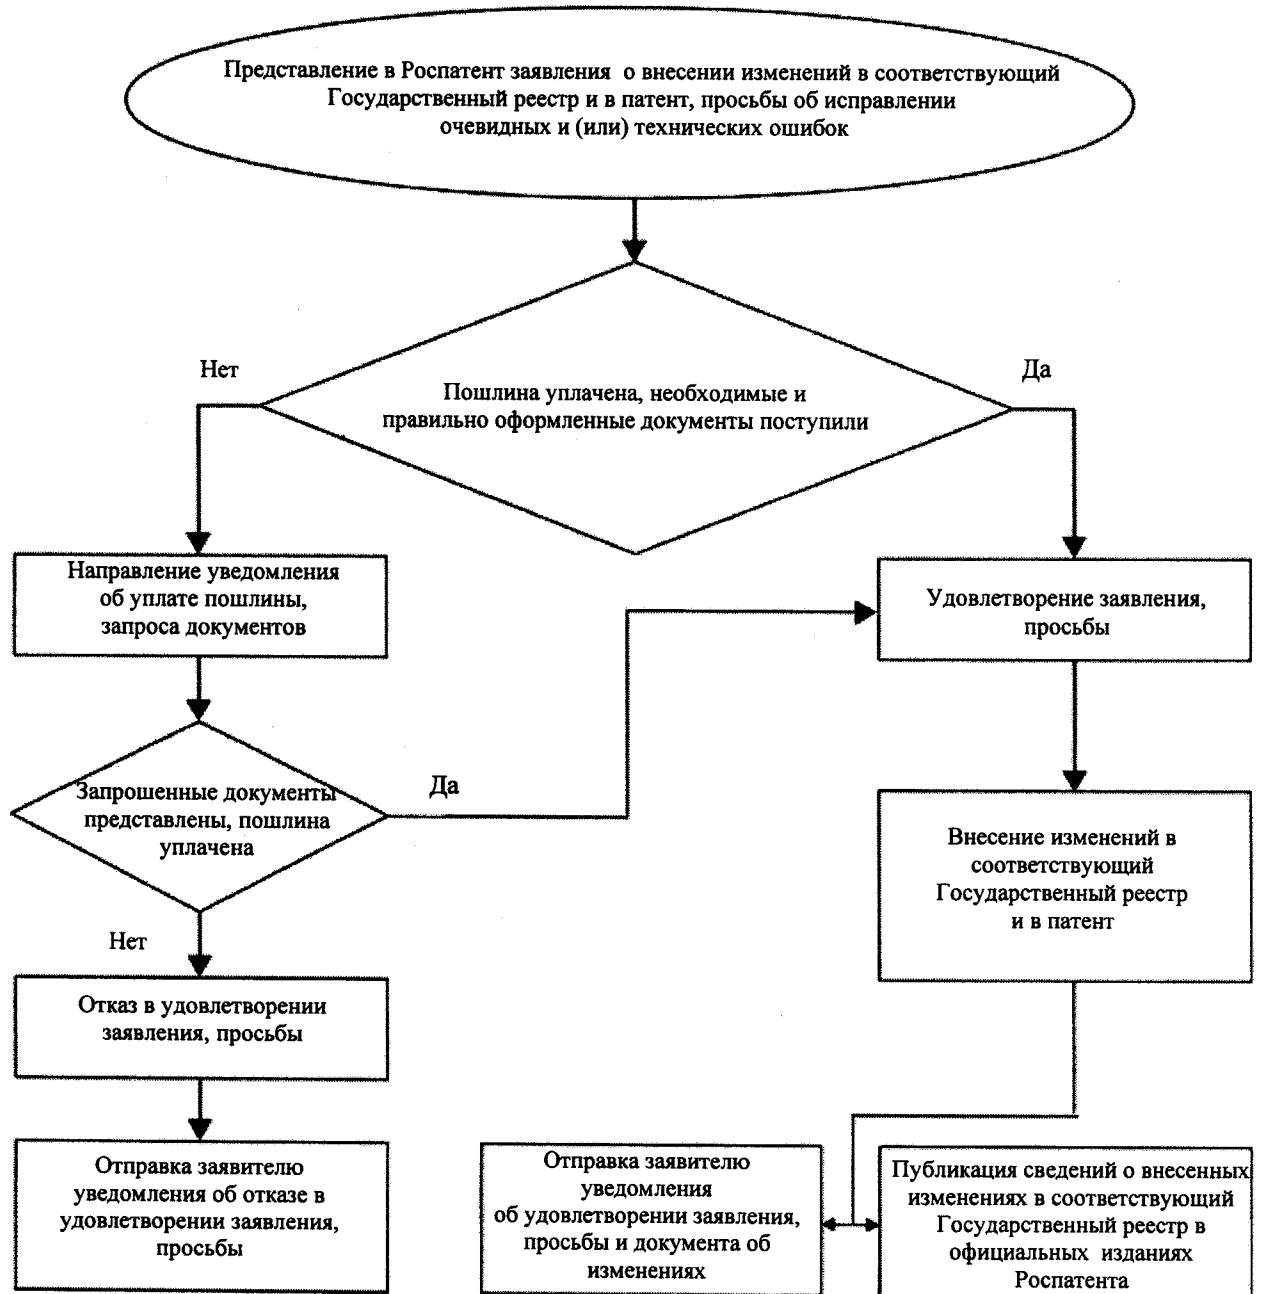 Представление в Роспатент заявления о внесении изменений в соответствующий
Государственный реестр и в патент, просьбы об исправлении
очевидных и (или) технических ошибок
Нет
Да
Пошлина уплачена, необходимые и
правильно оформленные документы поступили
Направление уведомления
об уплате пошлины,
запроса документов
Удовлетворение заявления,
просьбы
Запрошенные документы
представлены, пошлина
уплачена
Да
Внесение изменений в
соответствующий
Государственный реестр
и в патент
Нет
Отказ в удовлетворении
заявления, просьбы
Отправка заявителю
уведомления об отказе в
удовлетворении заявления,
просьбы
Отправка заявителю
уведомления
об удовлетворении заявления,
просьбы и документа об
изменениях
Публикация сведений о внесенных
изменениях в соответствующий
Государственный реестр в
официальных изданиях
Роспатента